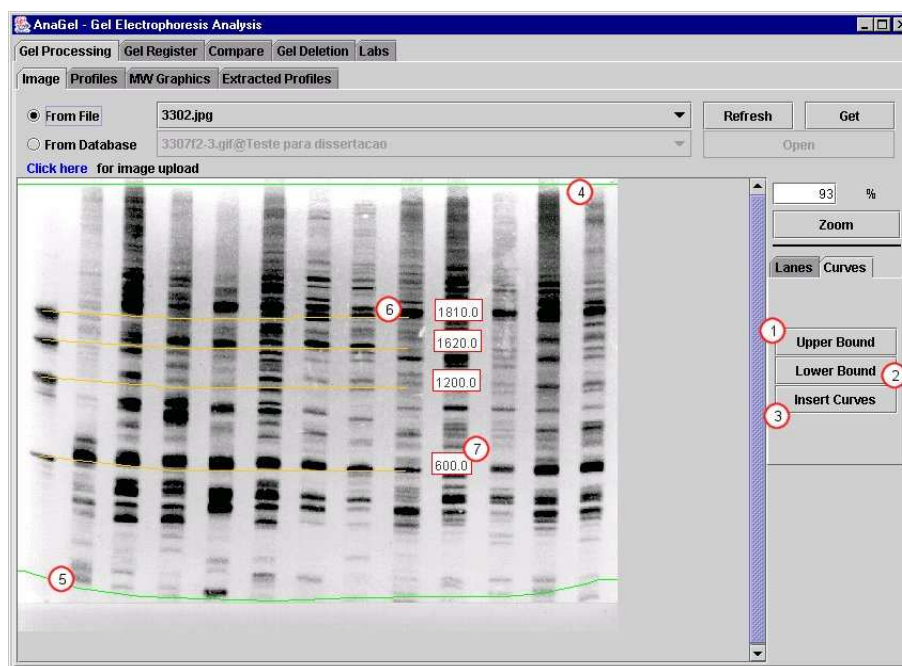 AnaGel - Gel Electrophoresis Analysis
Gel Processing Gel Register Compare Gel Deletion Labs
Image Profiles MW Graphics Extracted Profiles
From File 3302.jpg Refresh Get
From Database 3307f2-3.gif@Teste para dissertacao Open
Click here for image upload
4
93 %
Zoom
Lanes Curves
6 1810.0
1
1620.0 Upper Bound
1200.0 Lower Bound 2
Insert Curves
3
7
600.0
5